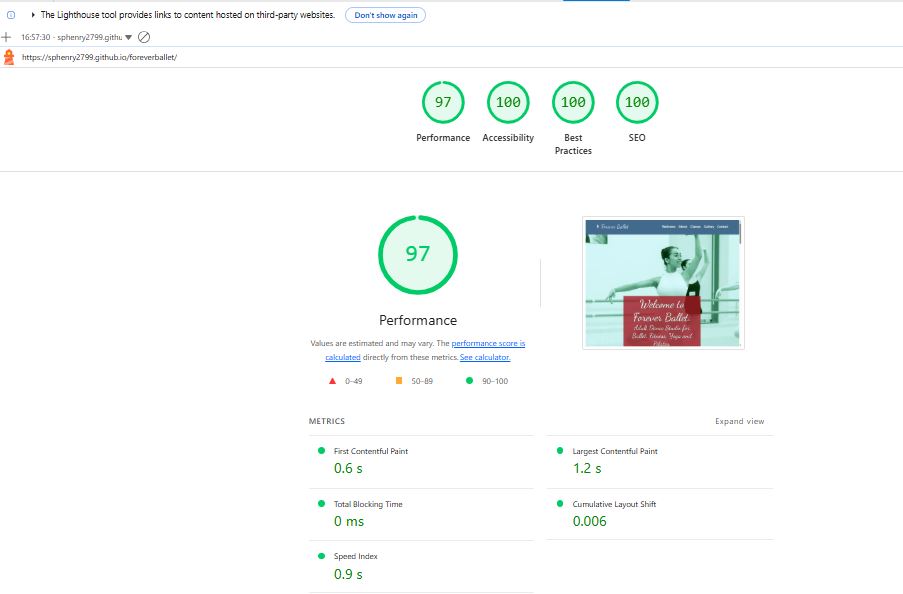 The Lighthouse tool provides links to content hosted on third-party websites. Don't show again
16:57:30 - sphenry2799.githu
https://sphenry2799.github.io/foreverballet/
97 100 100 100
Performance Accessibility Best Practices SEO
97
Performance
Values are estimated and may vary. The performance score is
calculated directly from these metrics. See calculator.
0–49 50–89 90–100
METRICS Expand view
First Contentful Paint
0.6 s
Largest Contentful Paint
1.2 s
Total Blocking Time
0 ms
Cumulative Layout Shift
0.006
Speed Index
0.9 s
Forever Ballet
About Classes Gallery Contact
Welcome to
Forever Ballet.
Adult Dance Studio for
Ballet, Fitness, Yoga and
Pilates